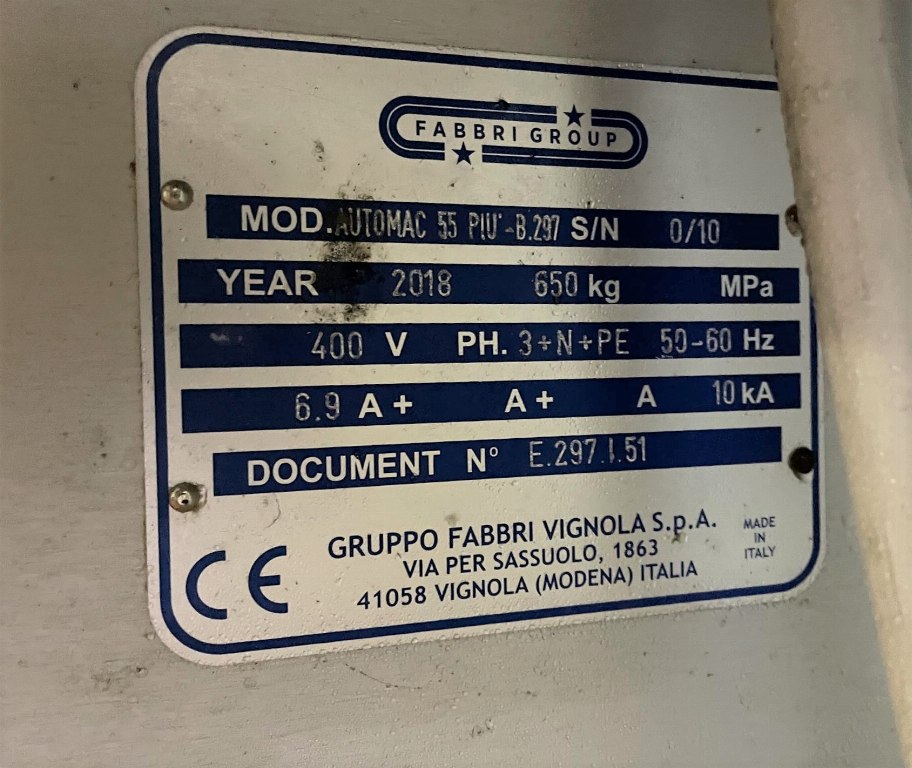 FABBRI GROUP
MOD. AUTOMAC 55 PIU' -B.297 S/N 0/10
YEAR 2018 650 kg MPa
400 V PH. 3+N+PE 50-60 Hz
6.9 A + A + A 10 kA
DOCUMENT N° E.297.I.51
GRUPPO FABBRI VIGNOLA S.p.A.
VIA PER SASSUOLO, 1863
41058 VIGNOLA (MODENA) ITALIA
MADE
IN
ITALY
CE